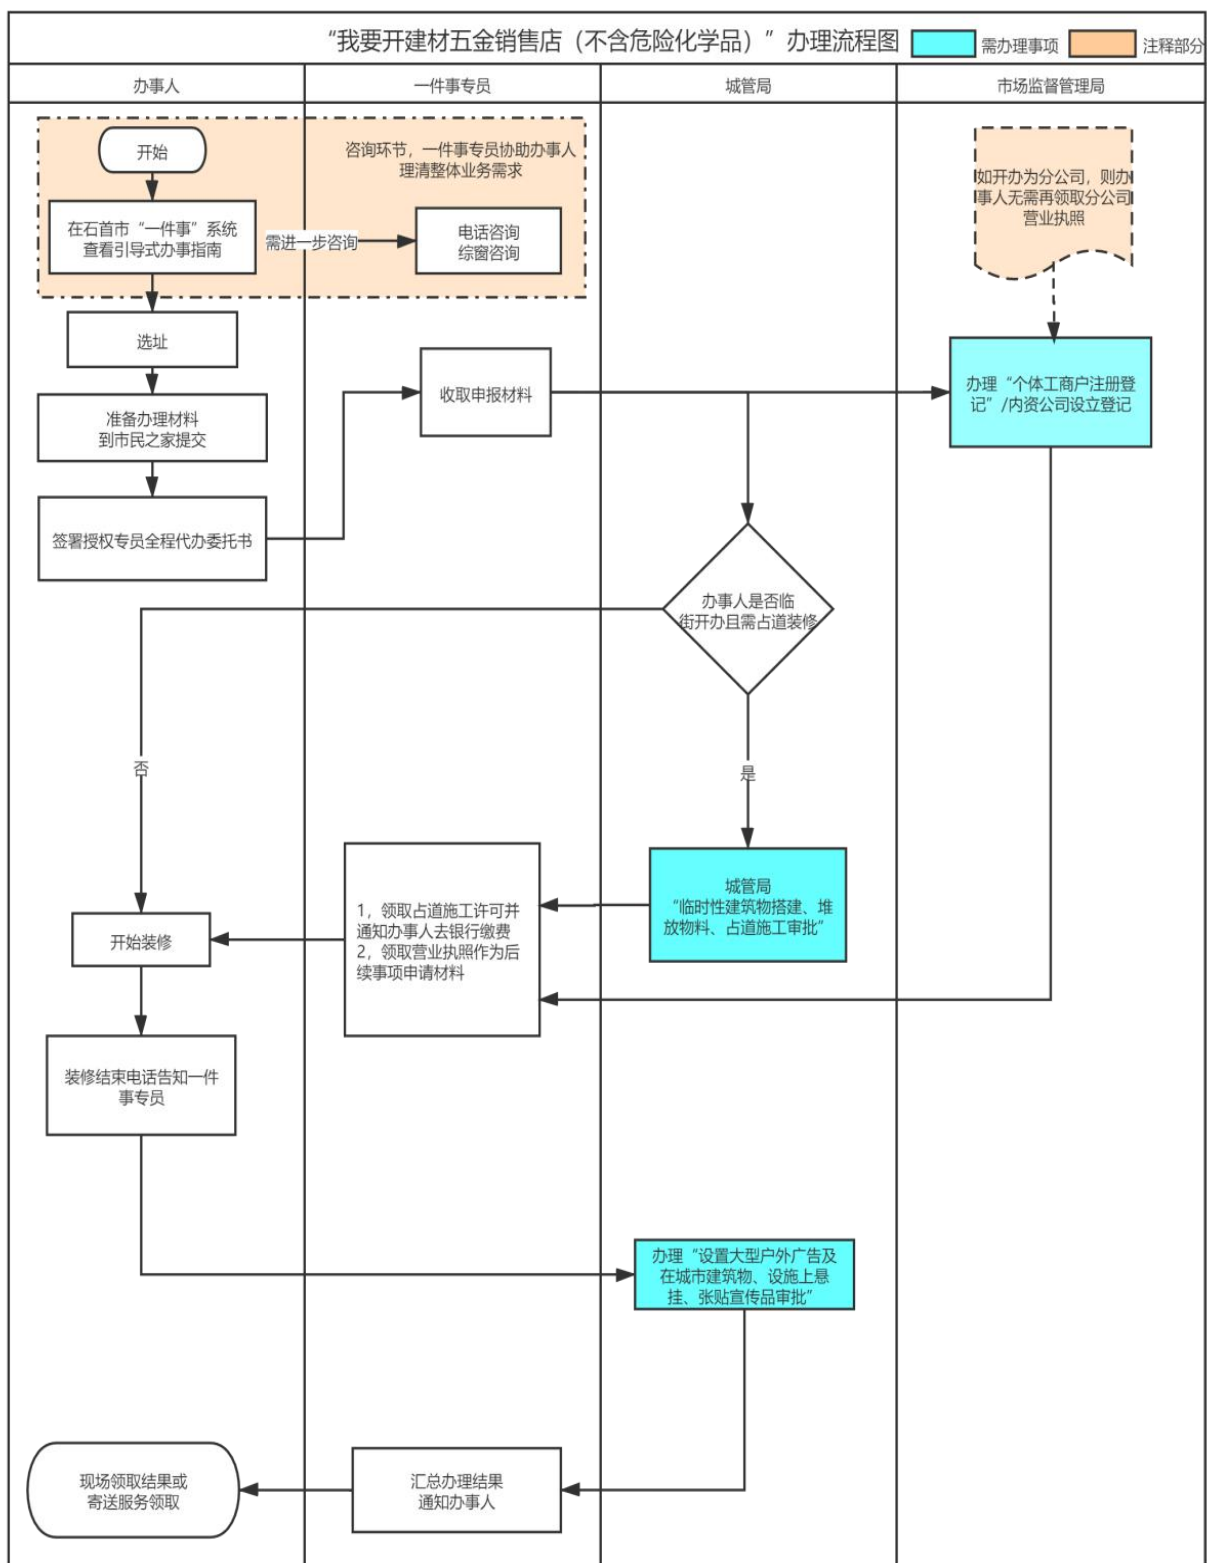 “我要开建材五金销售店（不含危险化学品）”办理流程图
需办理事项
注释部分
办事人
一件事专员
城管局
市场监督管理局
开始
咨询环节，一件事专员协助办事人
理清整体业务需求
如开办为分公司，则办
事人无需再领取分公司
营业执照
在石首市“一件事”系统
查看引导式办事指南
需进一步咨询
电话咨询
综窗咨询
选址
收取申报材料
办理“个体工商户注册登
记”/内资公司设立登记
准备办理材料
到市民之家提交
签署授权专员全程代办委托书
办事人是否临
街开办且需占道装修
否
是
城管局
“临时性建筑物搭建、堆
放物料、占道施工审批”
1，领取占道施工许可并
通知办事人去银行缴费
2，领取营业执照作为后
续事项申请材料
开始装修
装修结束电话告知一件
事专员
办理“设置大型户外广告及
在城市建筑物、设施上悬
挂、张贴宣传品审批”
汇总办理结果
通知办事人
现场领取结果或
寄送服务领取